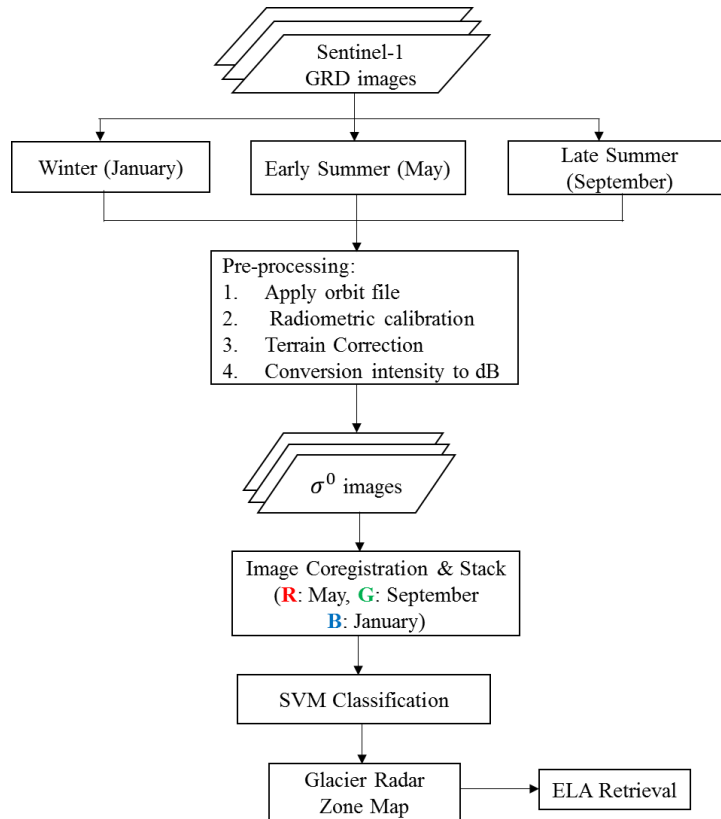 Sentinel-1
GRD images
Winter (January)
Early Summer (May)
Late Summer
(September)
Pre-processing:
1. Apply orbit file
2. Radiometric calibration
3. Terrain Correction
4. Conversion intensity to dB
σ⁰ images
Image Coregistration & Stack
(R: May, G: September
B: January)
SVM Classification
Glacier Radar
Zone Map
ELA Retrieval